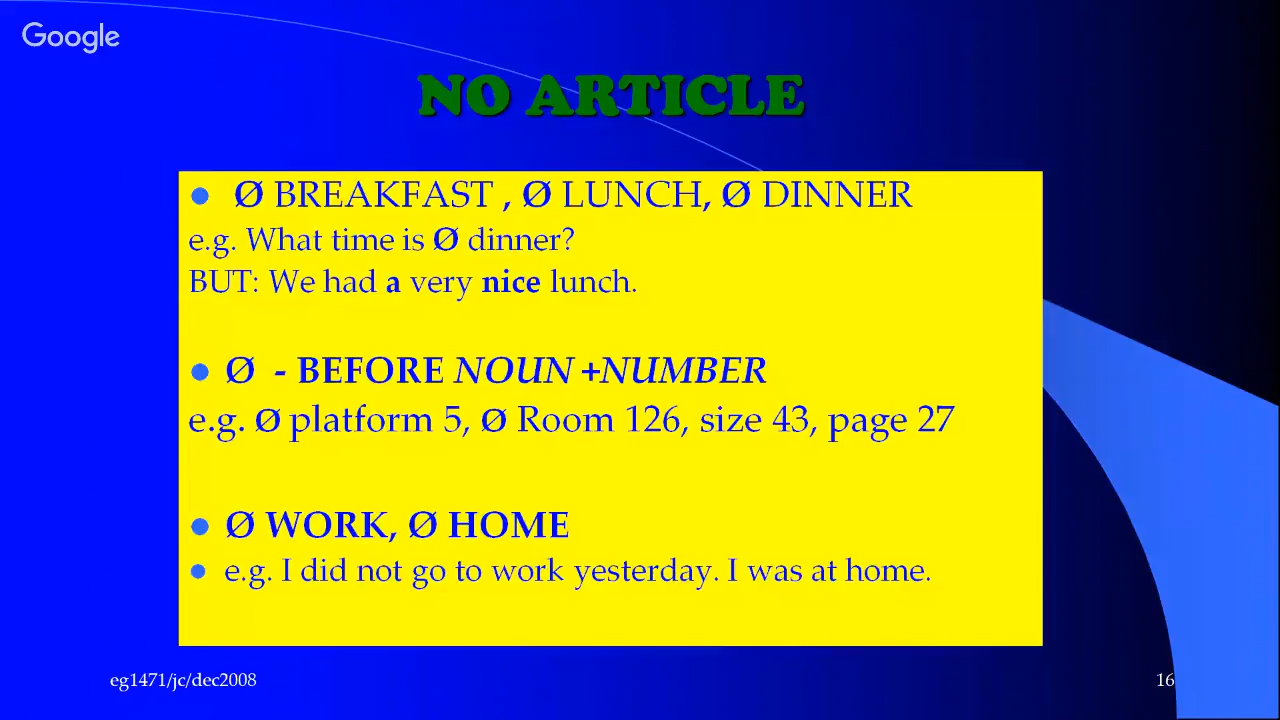 Google
NO ARTICLE
Ø BREAKFAST , Ø LUNCH, Ø DINNER
e.g. What time is Ø dinner?
BUT: We had a very nice lunch.
Ø - BEFORE NOUN +NUMBER
e.g. Ø platform 5, Ø Room 126, size 43, page 27
Ø WORK, Ø HOME
e.g. I did not go to work yesterday. I was at home.
eg1471/jc/dec2008
16